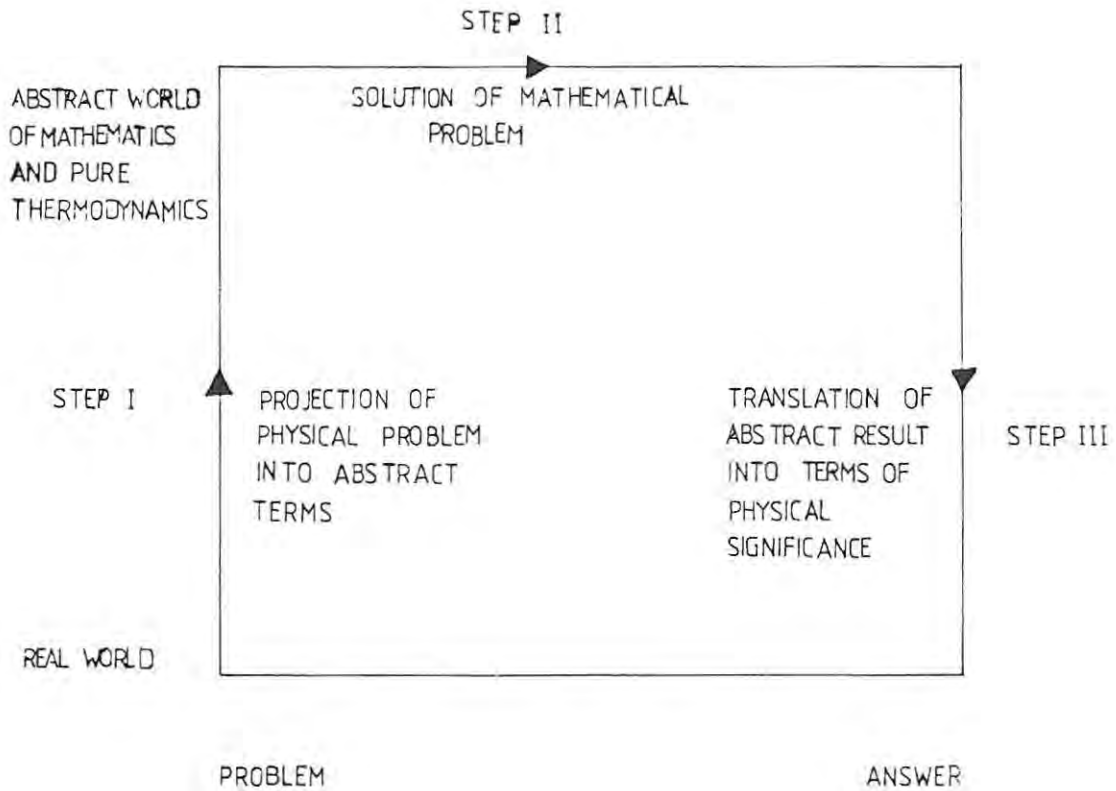 STEP II
ABSTRACT WORLD
OF MATHEMATICS
AND PURE
THERMODYNAMICS
SOLUTION OF MATHEMATICAL
PROBLEM
STEP I
PROJECTION OF
PHYSICAL PROBLEM
INTO ABSTRACT
TERMS
TRANSLATION OF
ABSTRACT RESULT
INTO TERMS OF
PHYSICAL
SIGNIFICANCE
STEP III
REAL WORLD
PROBLEM
ANSWER